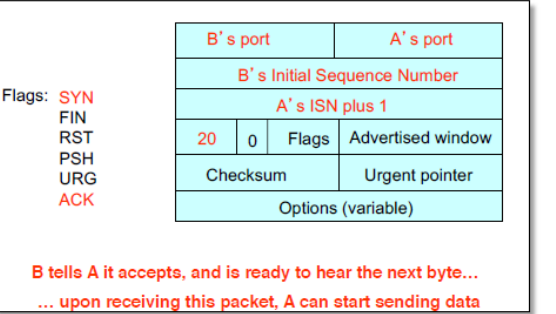 B's port A's port
B's Initial Sequence Number
Flags: SYN
A's ISN plus 1
FIN
RST
20 0 Flags Advertised window
PSH
URG
Checksum Urgent pointer
ACK
Options (variable)
B tells A it accepts, and is ready to hear the next byte…
… upon receiving this packet, A can start sending data